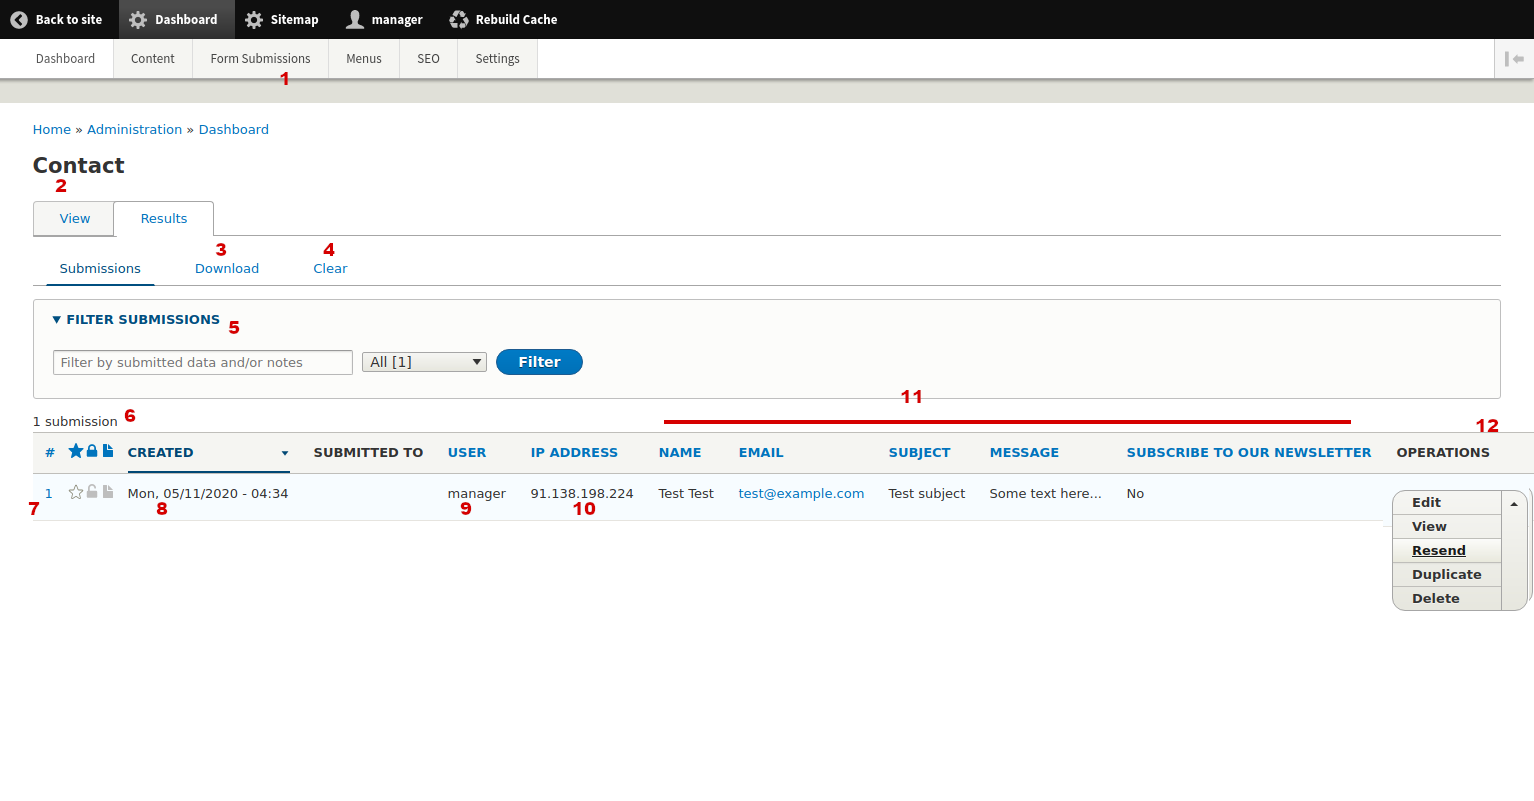 Back to site Dashboard Sitemap manager Rebuild Cache
Dashboard Content Form Submissions Menus SEO Settings
1
Home » Administration » Dashboard
Contact
2
View Results
3 4
Submissions Download Clear
FILTER SUBMISSIONS
5
Filter by submitted data and/or notes All [1] Filter
11
1 submission 6
12
# CREATED SUBMITTED TO USER IP ADDRESS NAME EMAIL SUBJECT MESSAGE SUBSCRIBE TO OUR NEWSLETTER OPERATIONS
1 Mon, 05/11/2020 - 04:34 manager 91.138.198.224 Test Test test@example.com Test subject Some text here... No
7 8 9 10
Edit
View
Resend
Duplicate
Delete